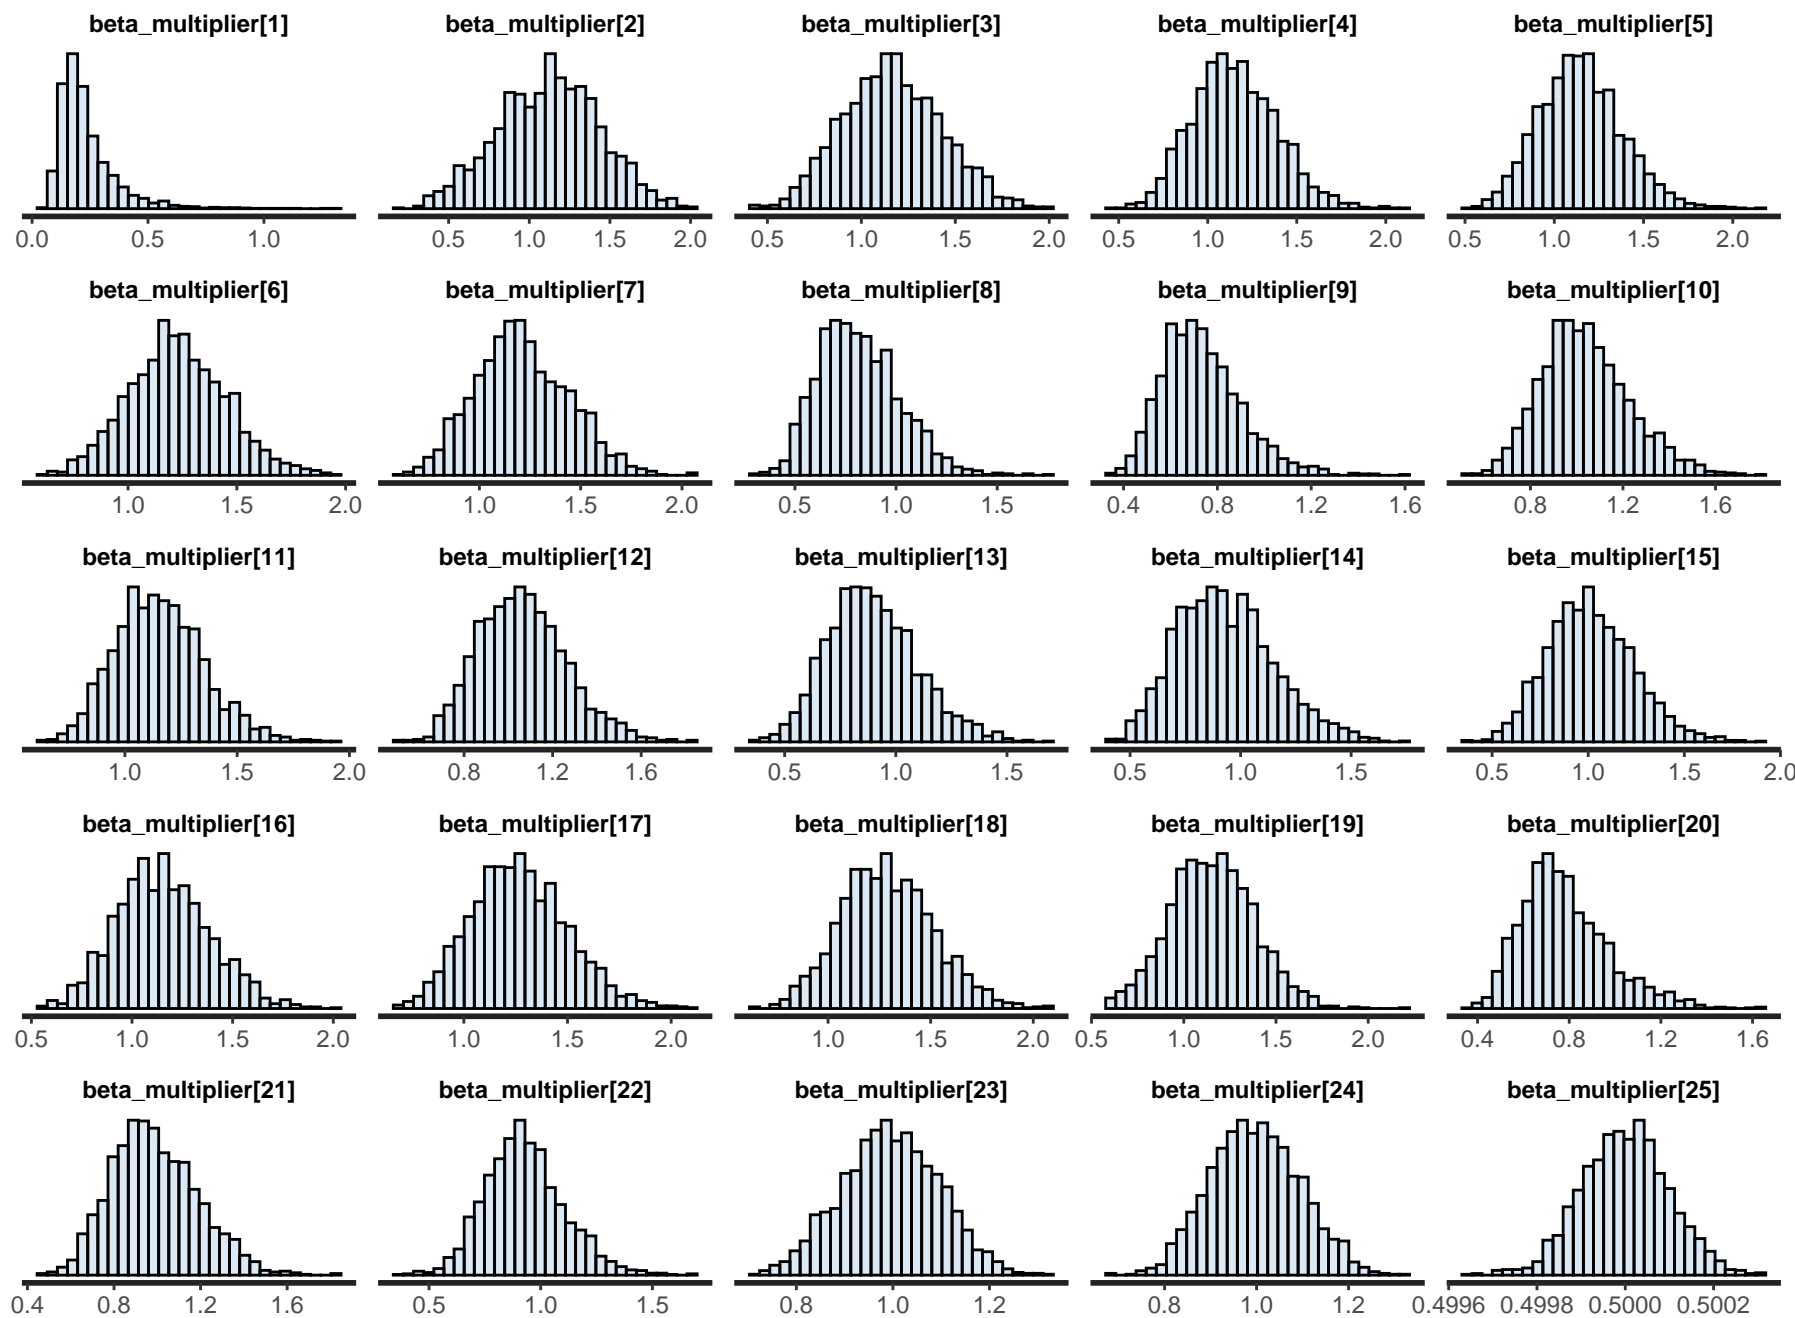 beta_multiplier[1] beta_multiplier[2] beta_multiplier[3] beta_multiplier[4] beta_multiplier[5]
0.0 0.5 1.0 0.5 1.0 1.5 2.0 0.5 1.0 1.5 2.0 0.5 1.0 1.5 2.0 0.5 1.0 1.5 2.0
beta_multiplier[6] beta_multiplier[7] beta_multiplier[8] beta_multiplier[9] beta_multiplier[10]
1.0 1.5 2.0 1.0 1.5 2.0 0.5 1.0 1.5 0.4 0.8 1.2 1.6 0.8 1.2 1.6
beta_multiplier[11] beta_multiplier[12] beta_multiplier[13] beta_multiplier[14] beta_multiplier[15]
1.0 1.5 2.0 0.8 1.2 1.6 0.5 1.0 1.5 0.5 1.0 1.5 0.5 1.0 1.5 2.0
beta_multiplier[16] beta_multiplier[17] beta_multiplier[18] beta_multiplier[19] beta_multiplier[20]
0.5 1.0 1.5 2.0 1.0 1.5 2.0 1.0 1.5 2.0 0.5 1.0 1.5 2.0 0.4 0.8 1.2 1.6
beta_multiplier[21] beta_multiplier[22] beta_multiplier[23] beta_multiplier[24] beta_multiplier[25]
0.4 0.8 1.2 1.6 0.5 1.0 1.5 0.8 1.0 1.2 0.8 1.0 1.2 0.4996 0.4998 0.5000 0.5002